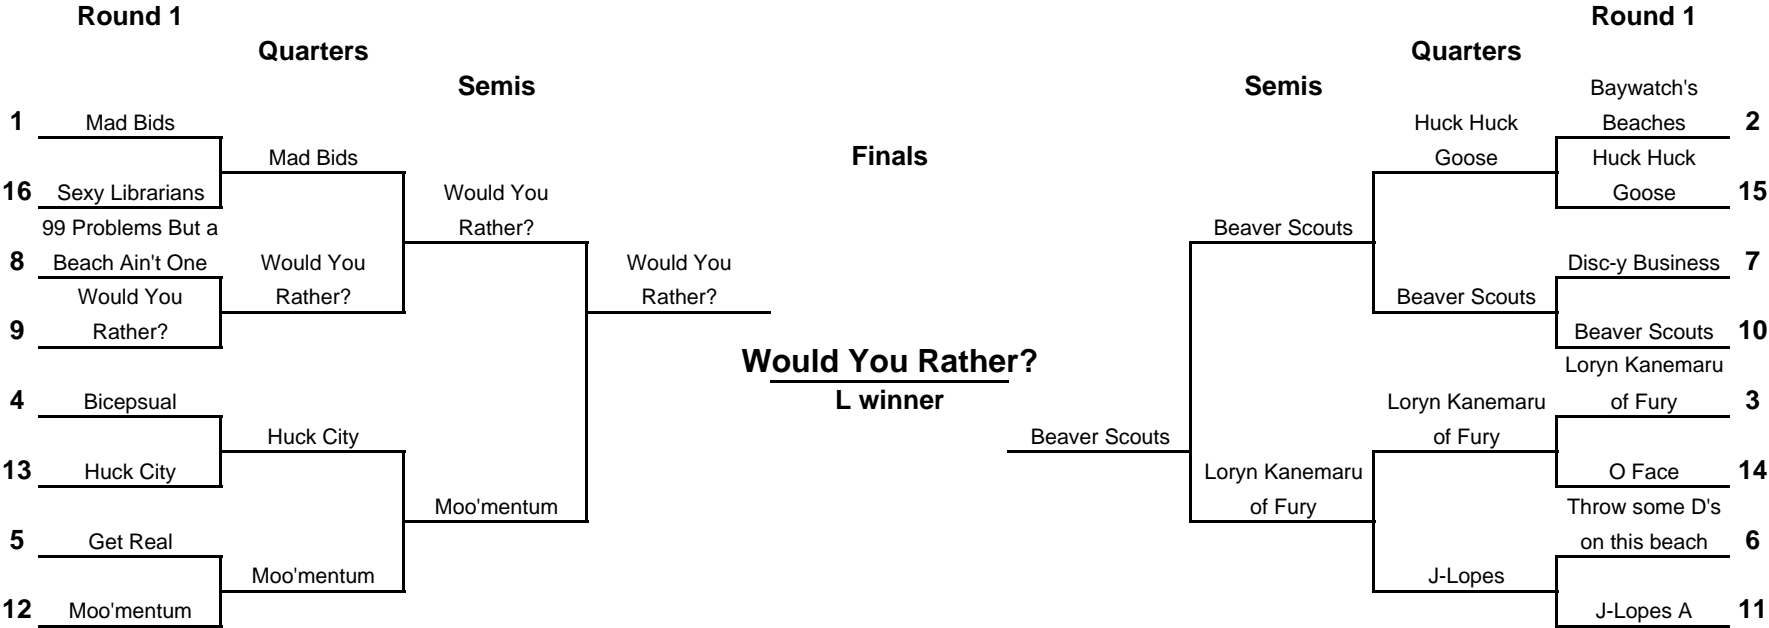 Round 1
Round 1
Quarters
Quarters
Semis
Semis
Baywatch's
1 Mad Bids
Huck Huck
Beaches 2
Mad Bids
Finals
Goose
Huck Huck
16 Sexy Librarians
Would You
Goose 15
99 Problems But a
Rather?
Beaver Scouts
8 Beach Ain't One
Would You
Would You
Disc-y Business 7
Would You
Rather?
Rather?
Beaver Scouts
9 Rather?
Beaver Scouts 10
Would You Rather?
Loryn Kanemaru
4 Bicepsual
L winner
Loryn Kanemaru
of Fury 3
Huck City
Beaver Scouts
of Fury
13 Huck City
Loryn Kanemaru
O Face 14
Moo'mentum
of Fury
Throw some D's
5 Get Real
on this beach 6
Moo'mentum
J-Lopes
12 Moo'mentum
J-Lopes A 11